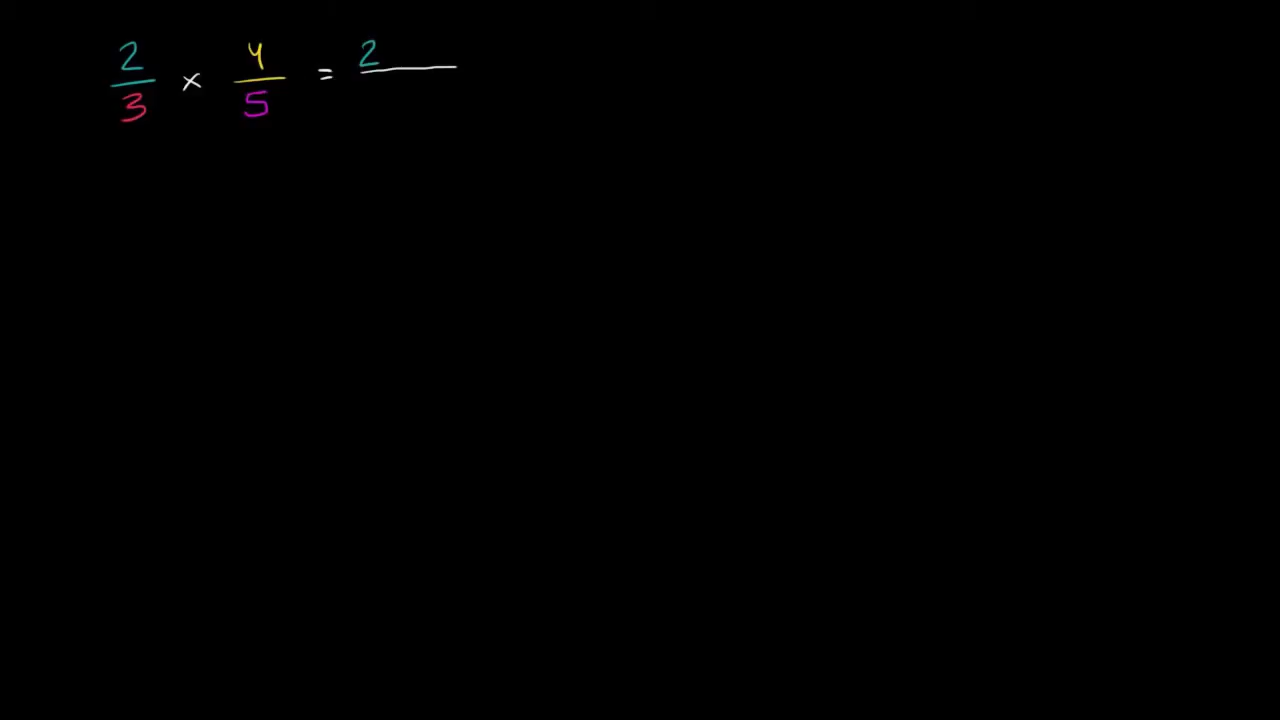 2/3 × 4/5 = 2/